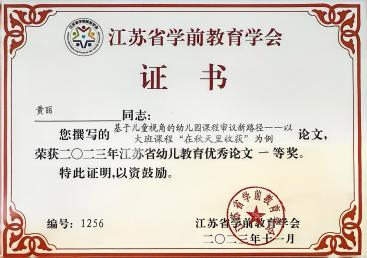 江苏省学前教育学会
证书
黄丽
同志：
您撰写的 基于儿童视角的幼儿园课程审议新路径——以大班课程“在秋天里收获”为例 论文，
荣获二〇二三年江苏省幼儿教育优秀论文 一 等奖。
特此证明，以资鼓励。
编号：1256
江苏省学前教育学会
二〇二三年十一月